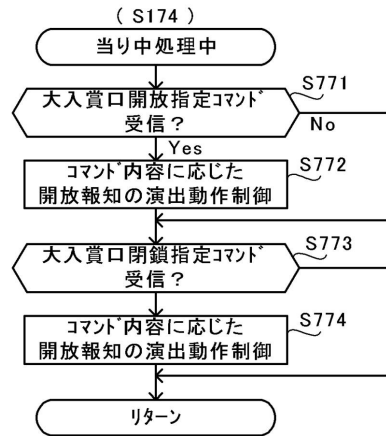 ( S174 )
当り中処理中
S771
大入賞口開放指定コマンド
受信？
No
Yes
S772
コマンド内容に応じた
開放報知の演出動作制御
S773
大入賞口閉鎖指定コマンド
受信？
S774
コマンド内容に応じた
開放報知の演出動作制御
リターン